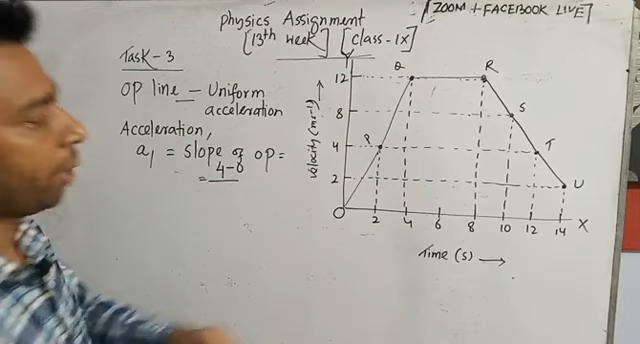 [ZOOM + FACEBOOK LIVE]
Physics Assignment
[13th week] [class-IX]
Task-3
OP line — Uniform
acceleration
Acceleration,
a₁ = slope of OP =
= 4-0
Y
Velocity (ms⁻¹) →
12
8
4
2
O
P
Q
R
S
T
U
2 4 6 8 10 12 14 X
Time (s) →